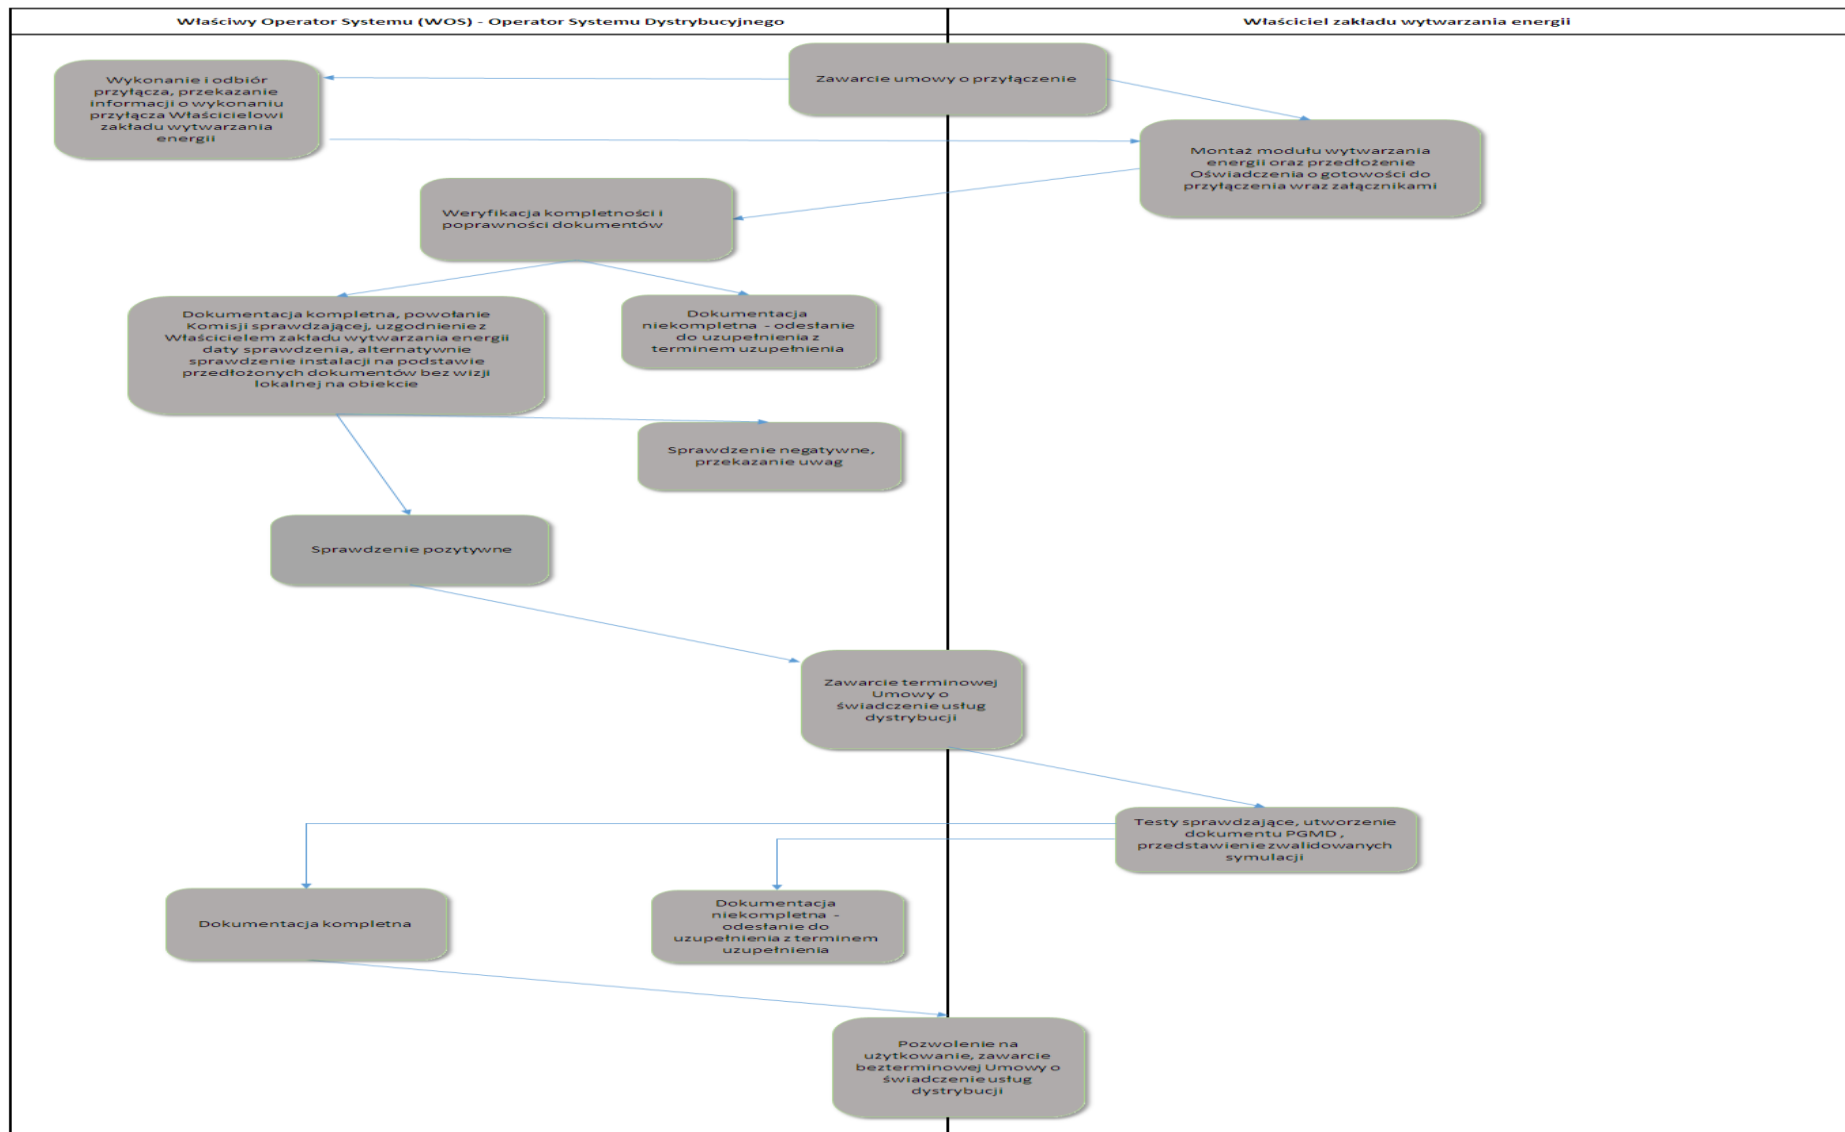 Właściwy Operator Systemu (WOS) - Operator Systemu Dystrybucyjnego
Właściciel zakładu wytwarzania energii
Zawarcie umowy o przyłączenie
Wykonanie i odbiór
przyłącza, przekazanie
informacji o wykonaniu
przyłącza Właścicielowi
zakładu wytwarzania
energii
Montaż modułu wytwarzania
energii oraz przedłożenie
Oświadczenia o gotowości do
przyłączenia wraz załącznikami
Weryfikacja kompletności i
poprawności dokumentów
Dokumentacja kompletna, powołanie
Komisji sprawdzającej, uzgodnienie z
Właścicielem zakładu wytwarzania energii
daty sprawdzenia, alternatywnie
sprawdzenie instalacji na podstawie
przedłożonych dokumentów bez wizji
lokalnej na obiekcie
Dokumentacja
niekompletna - odesłanie
do uzupełnienia z
terminem uzupełnienia
Sprawdzenie negatywne,
przekazanie uwag
Sprawdzenie pozytywne
Zawarcie terminowej
Umowy o
świadczenie usług
dystrybucji
Testy sprawdzające, utworzenie
dokumentu PGMD ,
przedstawienie zwalidowanych
symulacji
Dokumentacja kompletna
Dokumentacja
niekompletna -
odesłanie do
uzupełnienia z terminem
uzupełnienia
Pozwolenie na
użytkowanie, zawarcie
bezterminowej Umowy o
świadczenie usług
dystrybucji